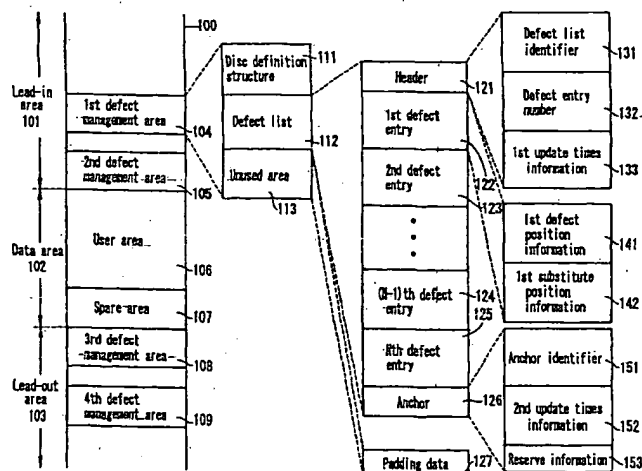 100
Lead-in
area
101
1st defect
management area
104
2nd defect
management area
105
Data area
102
User area
106
Spare-area
107
Lead-out
area
103
3rd defect
management area
108
4th defect
management area
109
111
Disc definition
structure
Defect list
112
Unused area
113
Header
121
1st defect
entry
122
2nd defect
entry
123
(N-1)th defect
entry
124
125
Nth defect
entry
Anchor
126
Padding data
127
Defect list
identifier
131
Defect entry
number
132
1st update times
information
133
1st defect
position
information
141
1st substitute
position
information
142
Anchor identifier
151
2nd update times
information
152
Reserve information
153